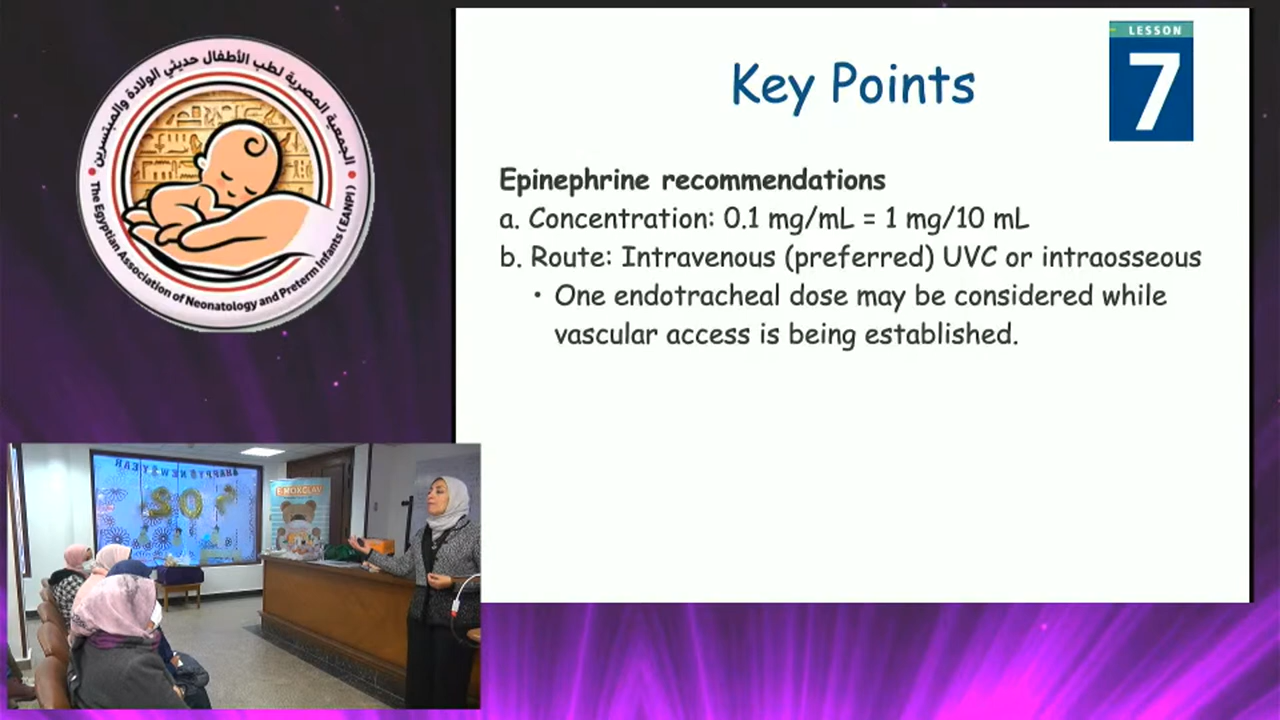 الجمعية المصرية لطب الأطفال حديثي الولادة والمبتسرين
The Egyptian Association of Neonatology and Preterm Infants (EANPI)
LESSON
7
Key Points
Epinephrine recommendations
a. Concentration: 0.1 mg/mL = 1 mg/10 mL
b. Route: Intravenous (preferred) UVC or intraosseous
• One endotracheal dose may be considered while
vascular access is being established.
HAPPY NEW YEAR
EMOXCLAV